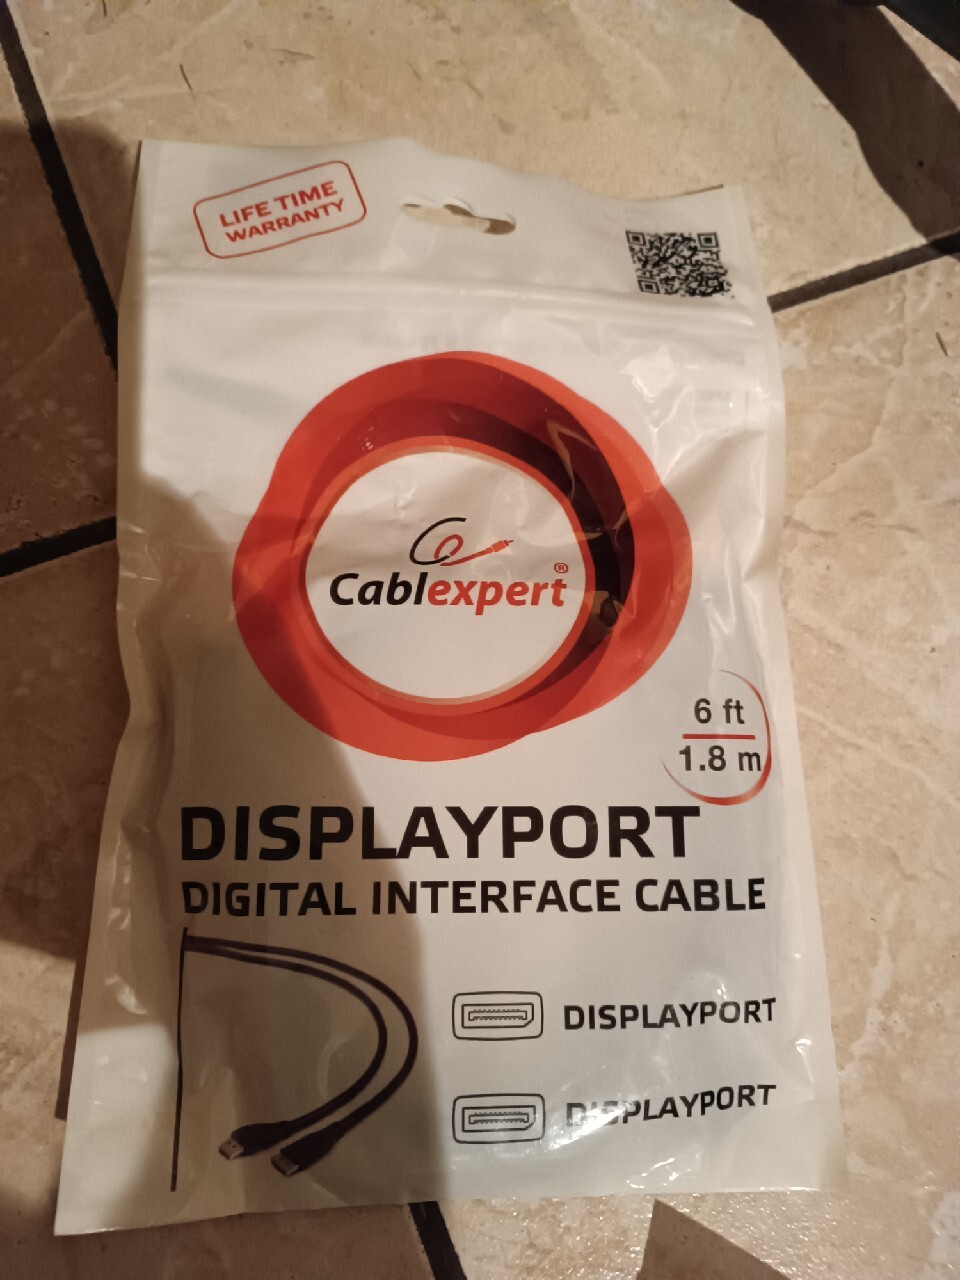 LIFE TIME
WARRANTY
Cablexpert®
6 ft
1.8 m
DISPLAYPORT
DIGITAL INTERFACE CABLE
DISPLAYPORT
DISPLAYPORT